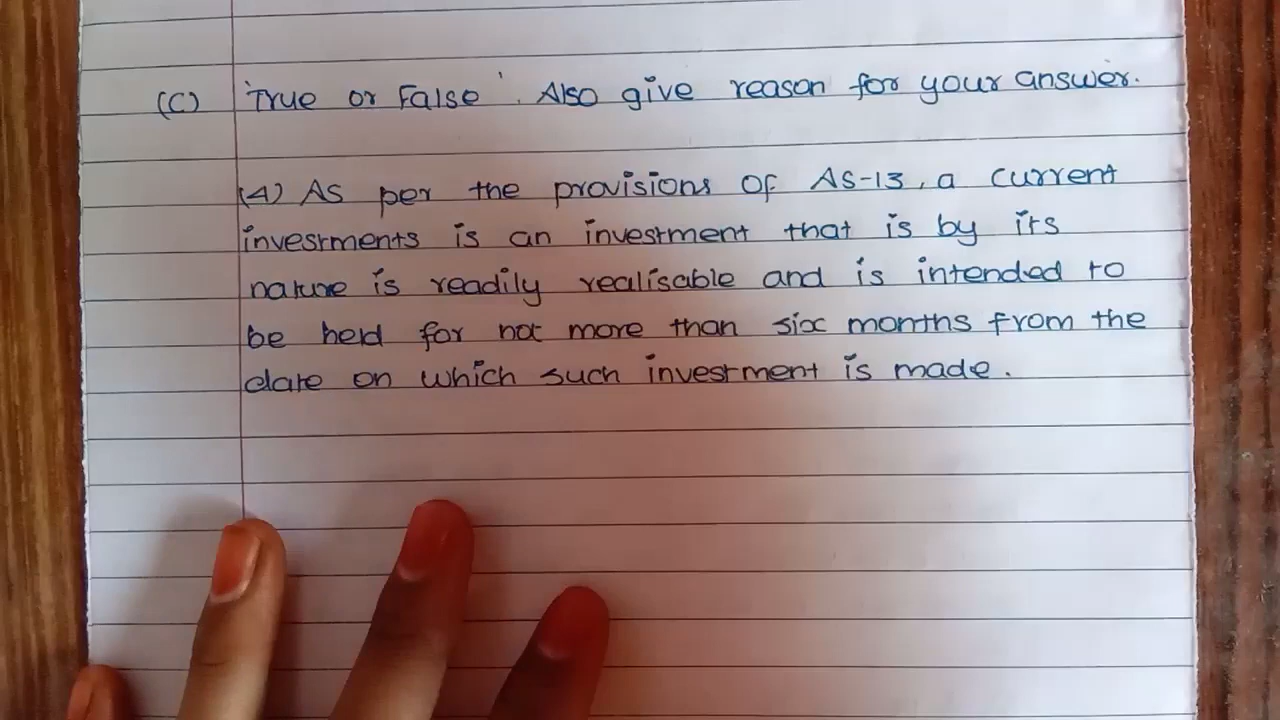 (C) 'True or False'. Also give reason for your answer.
(4) As per the provisions of AS-13, a current
investments is an investment that is by its
nature is readily realisable and is intended to
be held for not more than six months from the
date on which such investment is made.